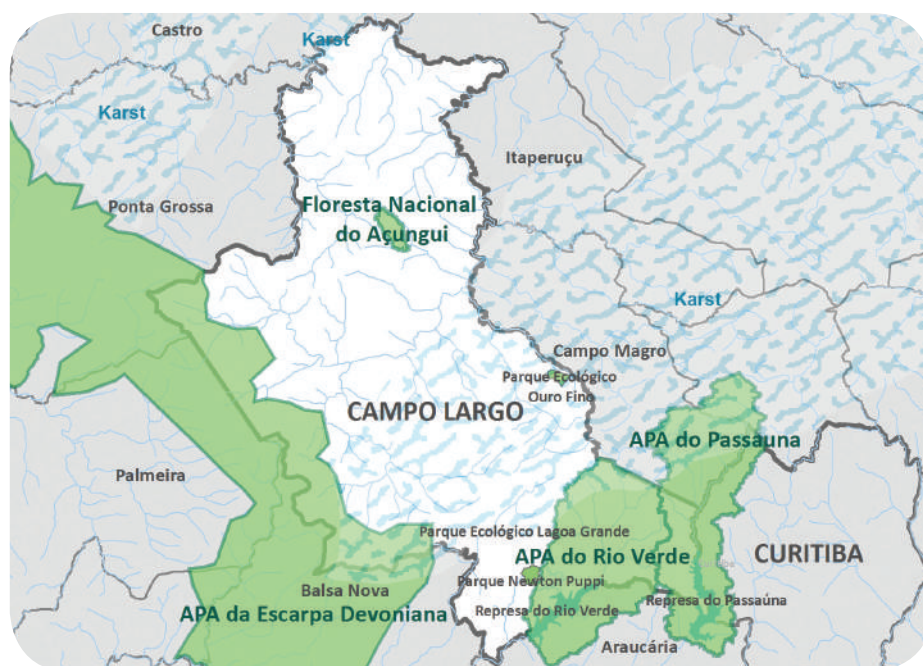 Castro
Karst
Karst
Itaperuçu
Ponta Grossa
Floresta Nacional
do Açungui
Karst
Campo Magro
Parque Ecológico
Ouro Fino
CAMPO LARGO
APA do Passauna
Palmeira
Parque Ecológico Lagoa Grande
APA do Rio Verde
CURITIBA
Parque Newton Puppi
Balsa Nova
APA da Escarpa Devoniana
Represa do Rio Verde
Represa do Passaúna
Araucária